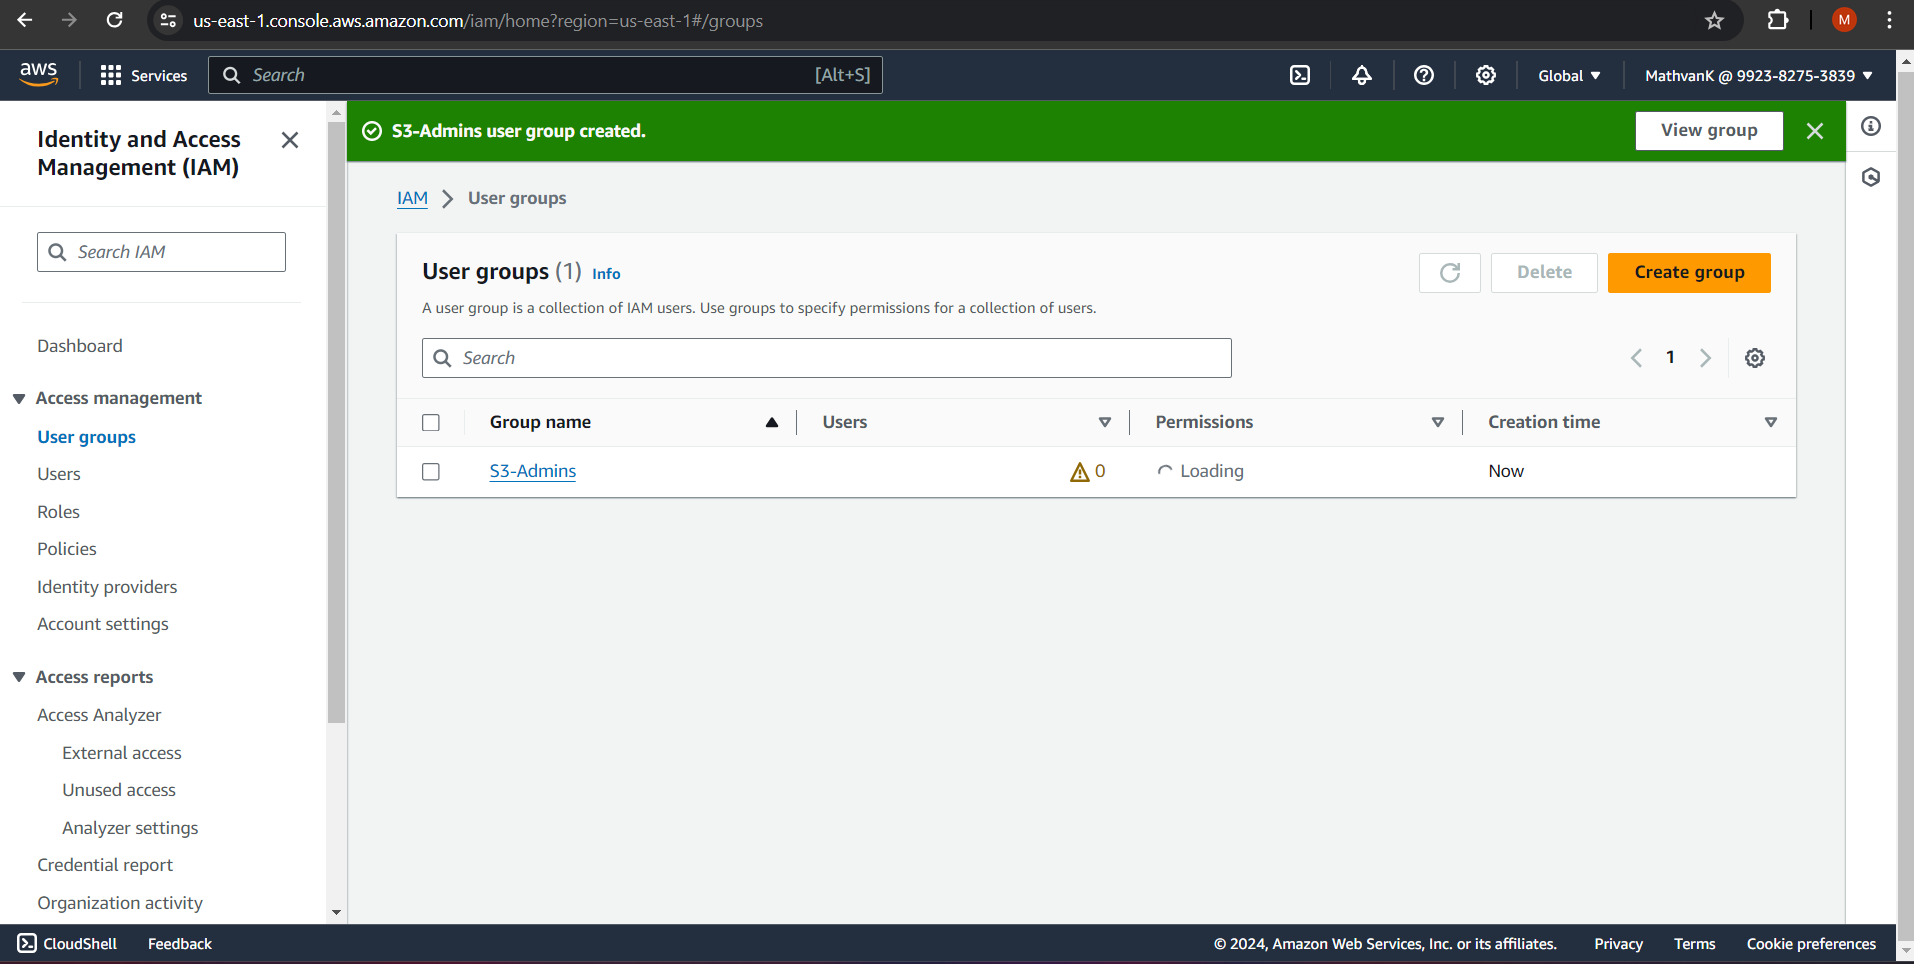 us-east-1.console.aws.amazon.com/iam/home?region=us-east-1#/groups
M
aws
Services
Search
[Alt+S]
Global
MathvanK @ 9923-8275-3839
Identity and Access
Management (IAM)
Search IAM
Dashboard
Access management
User groups
Users
Roles
Policies
Identity providers
Account settings
Access reports
Access Analyzer
External access
Unused access
Analyzer settings
Credential report
Organization activity
S3-Admins user group created.
View group
IAM
User groups
User groups (1) Info
A user group is a collection of IAM users. Use groups to specify permissions for a collection of users.
Delete
Create group
Search
1
Group name
Users
Permissions
Creation time
S3-Admins
0
Loading
Now
CloudShell
Feedback
© 2024, Amazon Web Services, Inc. or its affiliates.
Privacy
Terms
Cookie preferences